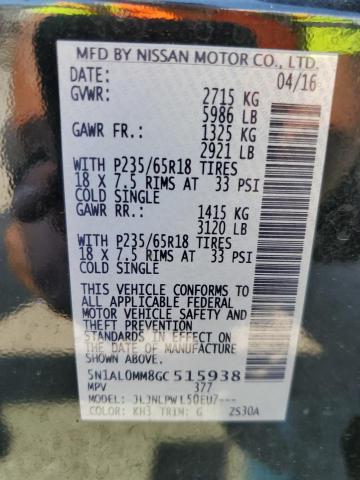 MFD BY NISSAN MOTOR CO., LTD.
DATE: 04/16
GVWR: 2715 KG
5986 LB
GAWR FR.: 1325 KG
2921 LB
WITH P235/65R18 TIRES
18 X 7.5 RIMS AT 33 PSI
COLD SINGLE
GAWR RR.: 1415 KG
3120 LB
WITH P235/65R18 TIRES
18 X 7.5 RIMS AT 33 PSI
COLD SINGLE
THIS VEHICLE CONFORMS TO
ALL APPLICABLE FEDERAL
MOTOR VEHICLE SAFETY AND
THEFT PREVENTION
STANDARDS IN EFFECT ON
THE DATE OF MANUFACTURE
SHOWN ABOVE.
5N1AL0MM8GC515938
MPV 377
MODEL:
COLOR: KH3 TRIM: G ZS30A